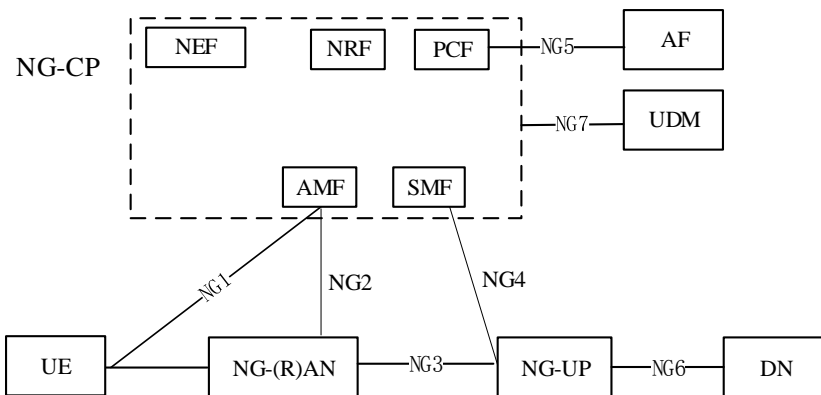 NEF
NRF
PCF
NG5
AF
NG-CP
NG7
UDM
AMF
SMF
NG1
NG2
NG4
UE
NG-(R)AN
NG3
NG-UP
NG6
DN